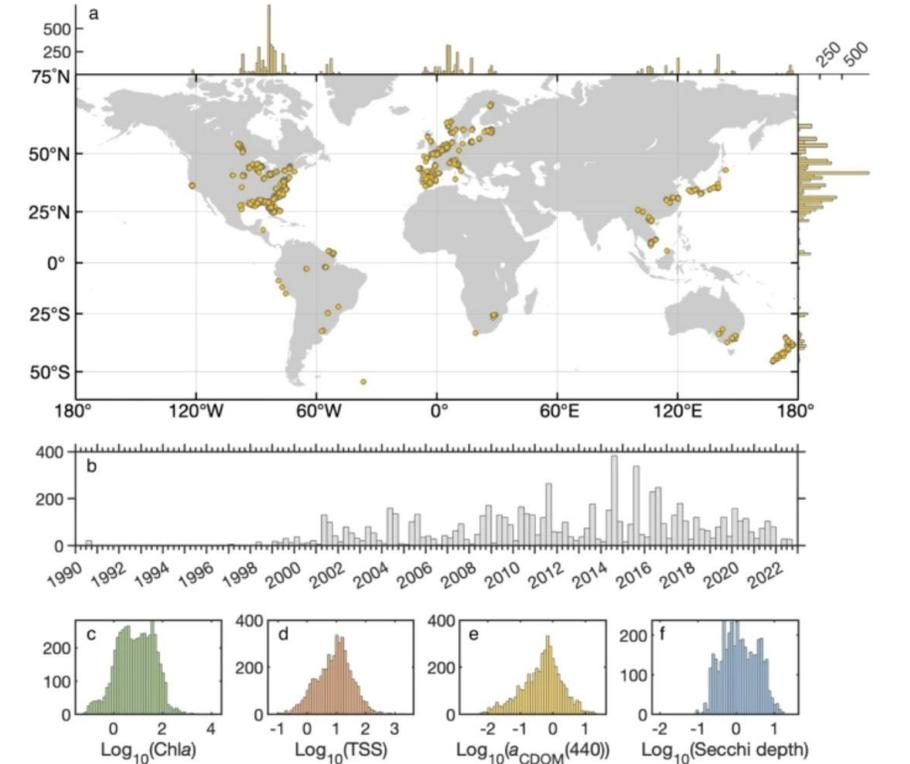 a
500
250
250 500
75°N
50°N
25°N
0°
25°S
50°S
180° 120°W 60°W 0° 60°E 120°E 180°
b
400
200
0
1990 1992 1994 1996 1998 2000 2002 2004 2006 2008 2010 2012 2014 2016 2018 2020 2022
c
200
100
0
0 2 4
Log10(Chla)
d
400
200
0
-1 0 1 2 3
Log10(TSS)
e
400
200
0
-2 -1 0 1
Log10(aCDOM(440))
f
200
100
0
-2 -1 0 1
Log10(Secchi depth)